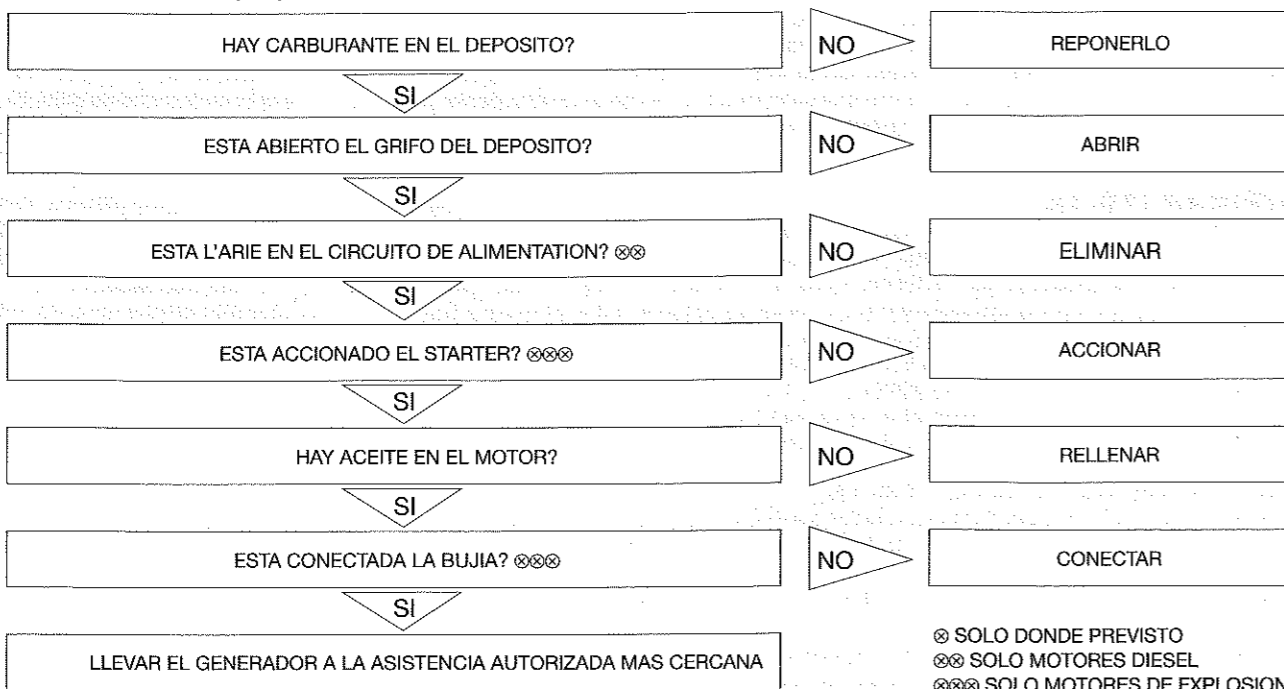 HAY CARBURANTE EN EL DEPOSITO?
NO
REPONERLO
SI
ESTA ABIERTO EL GRIFO DEL DEPOSITO?
NO
ABRIR
SI
ESTA L'ARIE EN EL CIRCUITO DE ALIMENTATION? ⊗⊗
NO
ELIMINAR
SI
ESTA ACCIONADO EL STARTER? ⊗⊗⊗
NO
ACCIONAR
SI
HAY ACEITE EN EL MOTOR?
NO
RELLENAR
SI
ESTA CONECTADA LA BUJIA? ⊗⊗⊗
NO
CONECTAR
SI
LLEVAR EL GENERADOR A LA ASISTENCIA AUTORIZADA MAS CERCANA
⊗ SOLO DONDE PREVISTO
⊗⊗ SOLO MOTORES DIESEL
⊗⊗⊗ SOLO MOTORES DE EXPLOSION